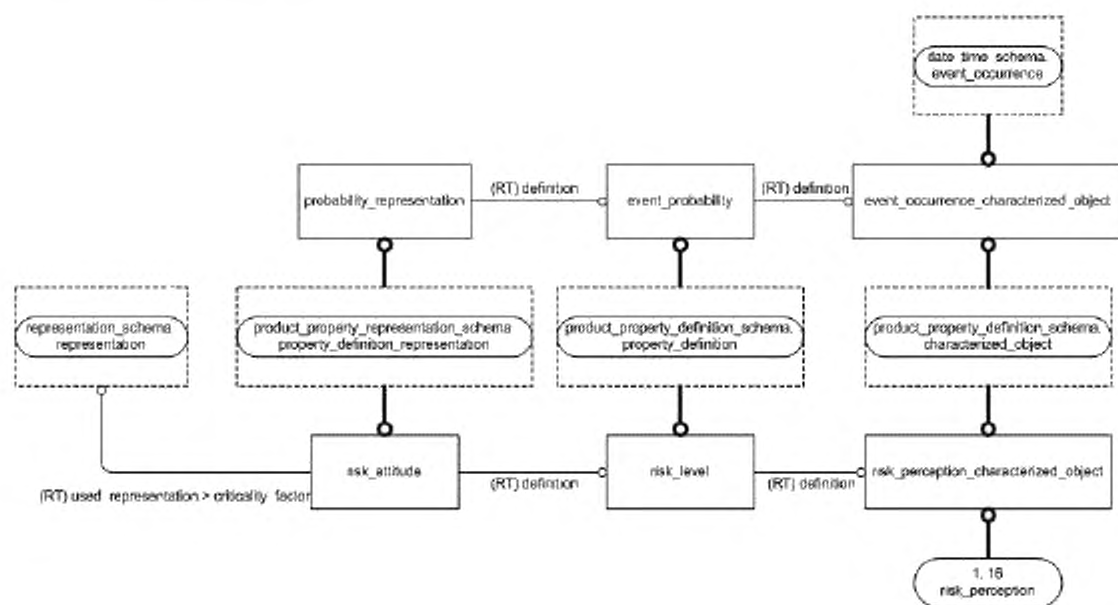 date_time_schema.
event_occurrence
probability_representation
(RT) definition
event_probability
(RT) definition
event_occurrence_characterized_object
representation_schema
representation
product_property_representation_schema
property_definition_representation
product_property_definition_schema.
property_definition
product_property_definition_schema.
characterized_object
risk_attitude
risk_level
risk_perception_characterized_object
(RT) used_representation > criticality_factor
(RT) definition
(RT) definition
1, 16
risk_perception